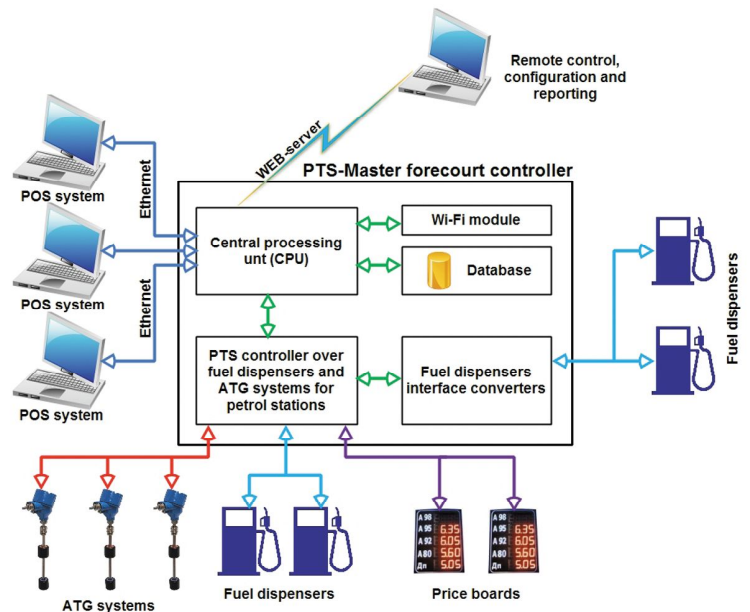 Remote control,
configuration and
reporting
WEB-server
PTS-Master forecourt controller
POS system
Ethernet
POS system
Ethernet
POS system
Central processing
unt (CPU)
Wi-Fi module
Database
PTS controller over
fuel dispensers and
ATG systems for
petrol stations
Fuel dispensers
interface converters
Fuel dispensers
ATG systems
Fuel dispensers
А 98
А 95 6.35
А 92 6.05
А 80 5.60
Дп 5.05
А 98
А 95 6.35
А 92 6.05
А 80 5.60
Дп 5.05
Price boards